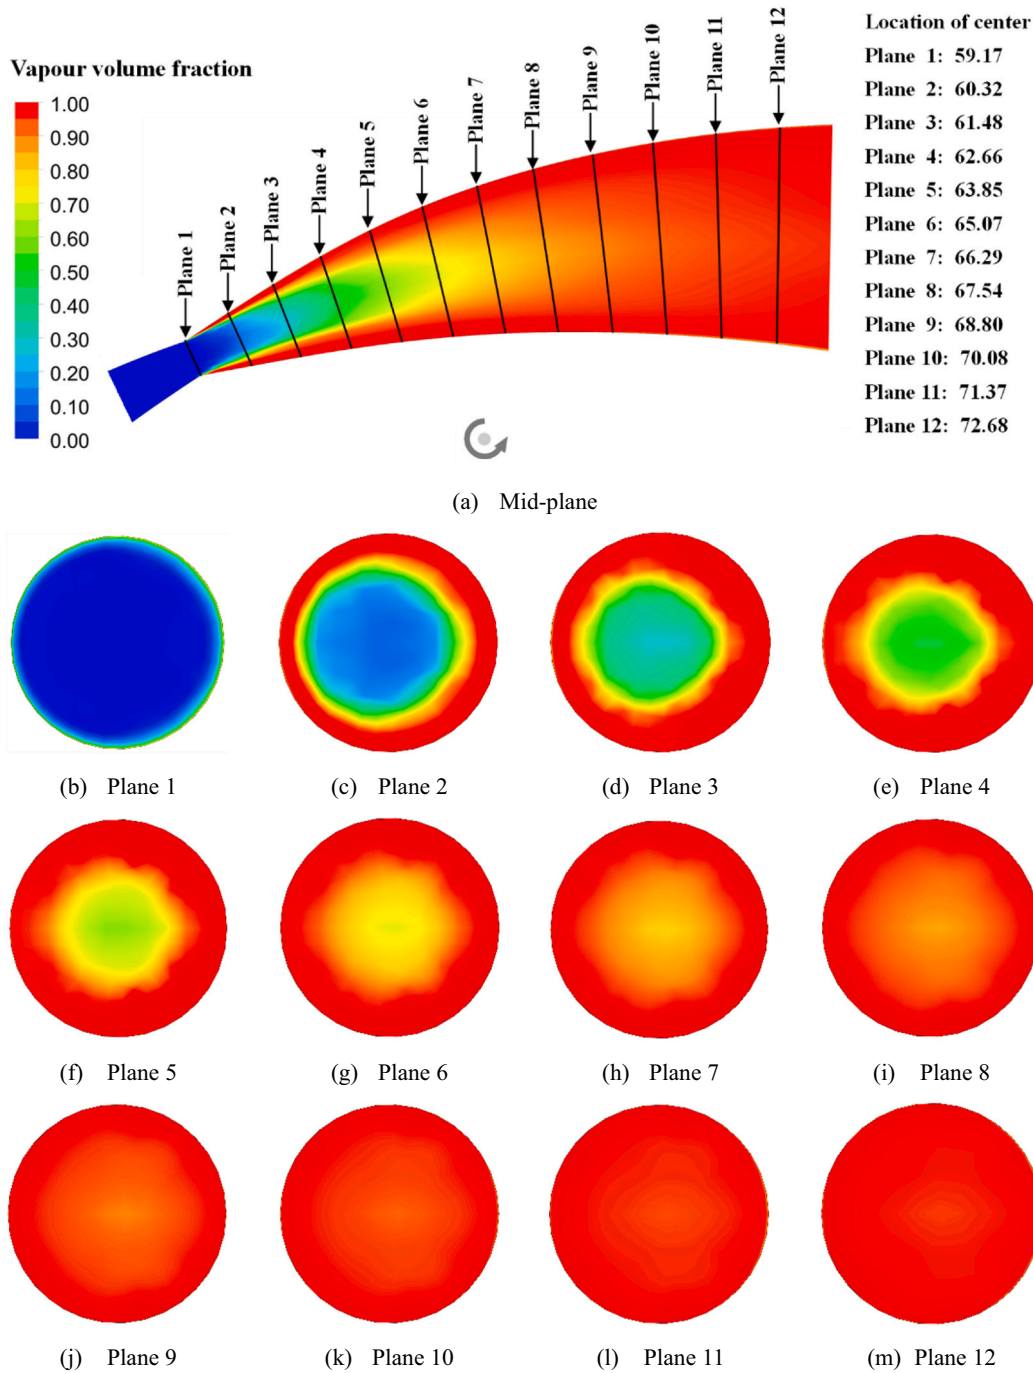 Vapour volume fraction
1.00
0.90
0.80
0.70
0.60
0.50
0.40
0.30
0.20
0.10
0.00
Plane 1
Plane 2
Plane 3
Plane 4
Plane 5
Plane 6
Plane 7
Plane 8
Plane 9
Plane 10
Plane 11
Plane 12
Location of center
Plane 1: 59.17
Plane 2: 60.32
Plane 3: 61.48
Plane 4: 62.66
Plane 5: 63.85
Plane 6: 65.07
Plane 7: 66.29
Plane 8: 67.54
Plane 9: 68.80
Plane 10: 70.08
Plane 11: 71.37
Plane 12: 72.68
(a) Mid-plane
(b) Plane 1
(c) Plane 2
(d) Plane 3
(e) Plane 4
(f) Plane 5
(g) Plane 6
(h) Plane 7
(i) Plane 8
(j) Plane 9
(k) Plane 10
(l) Plane 11
(m) Plane 12